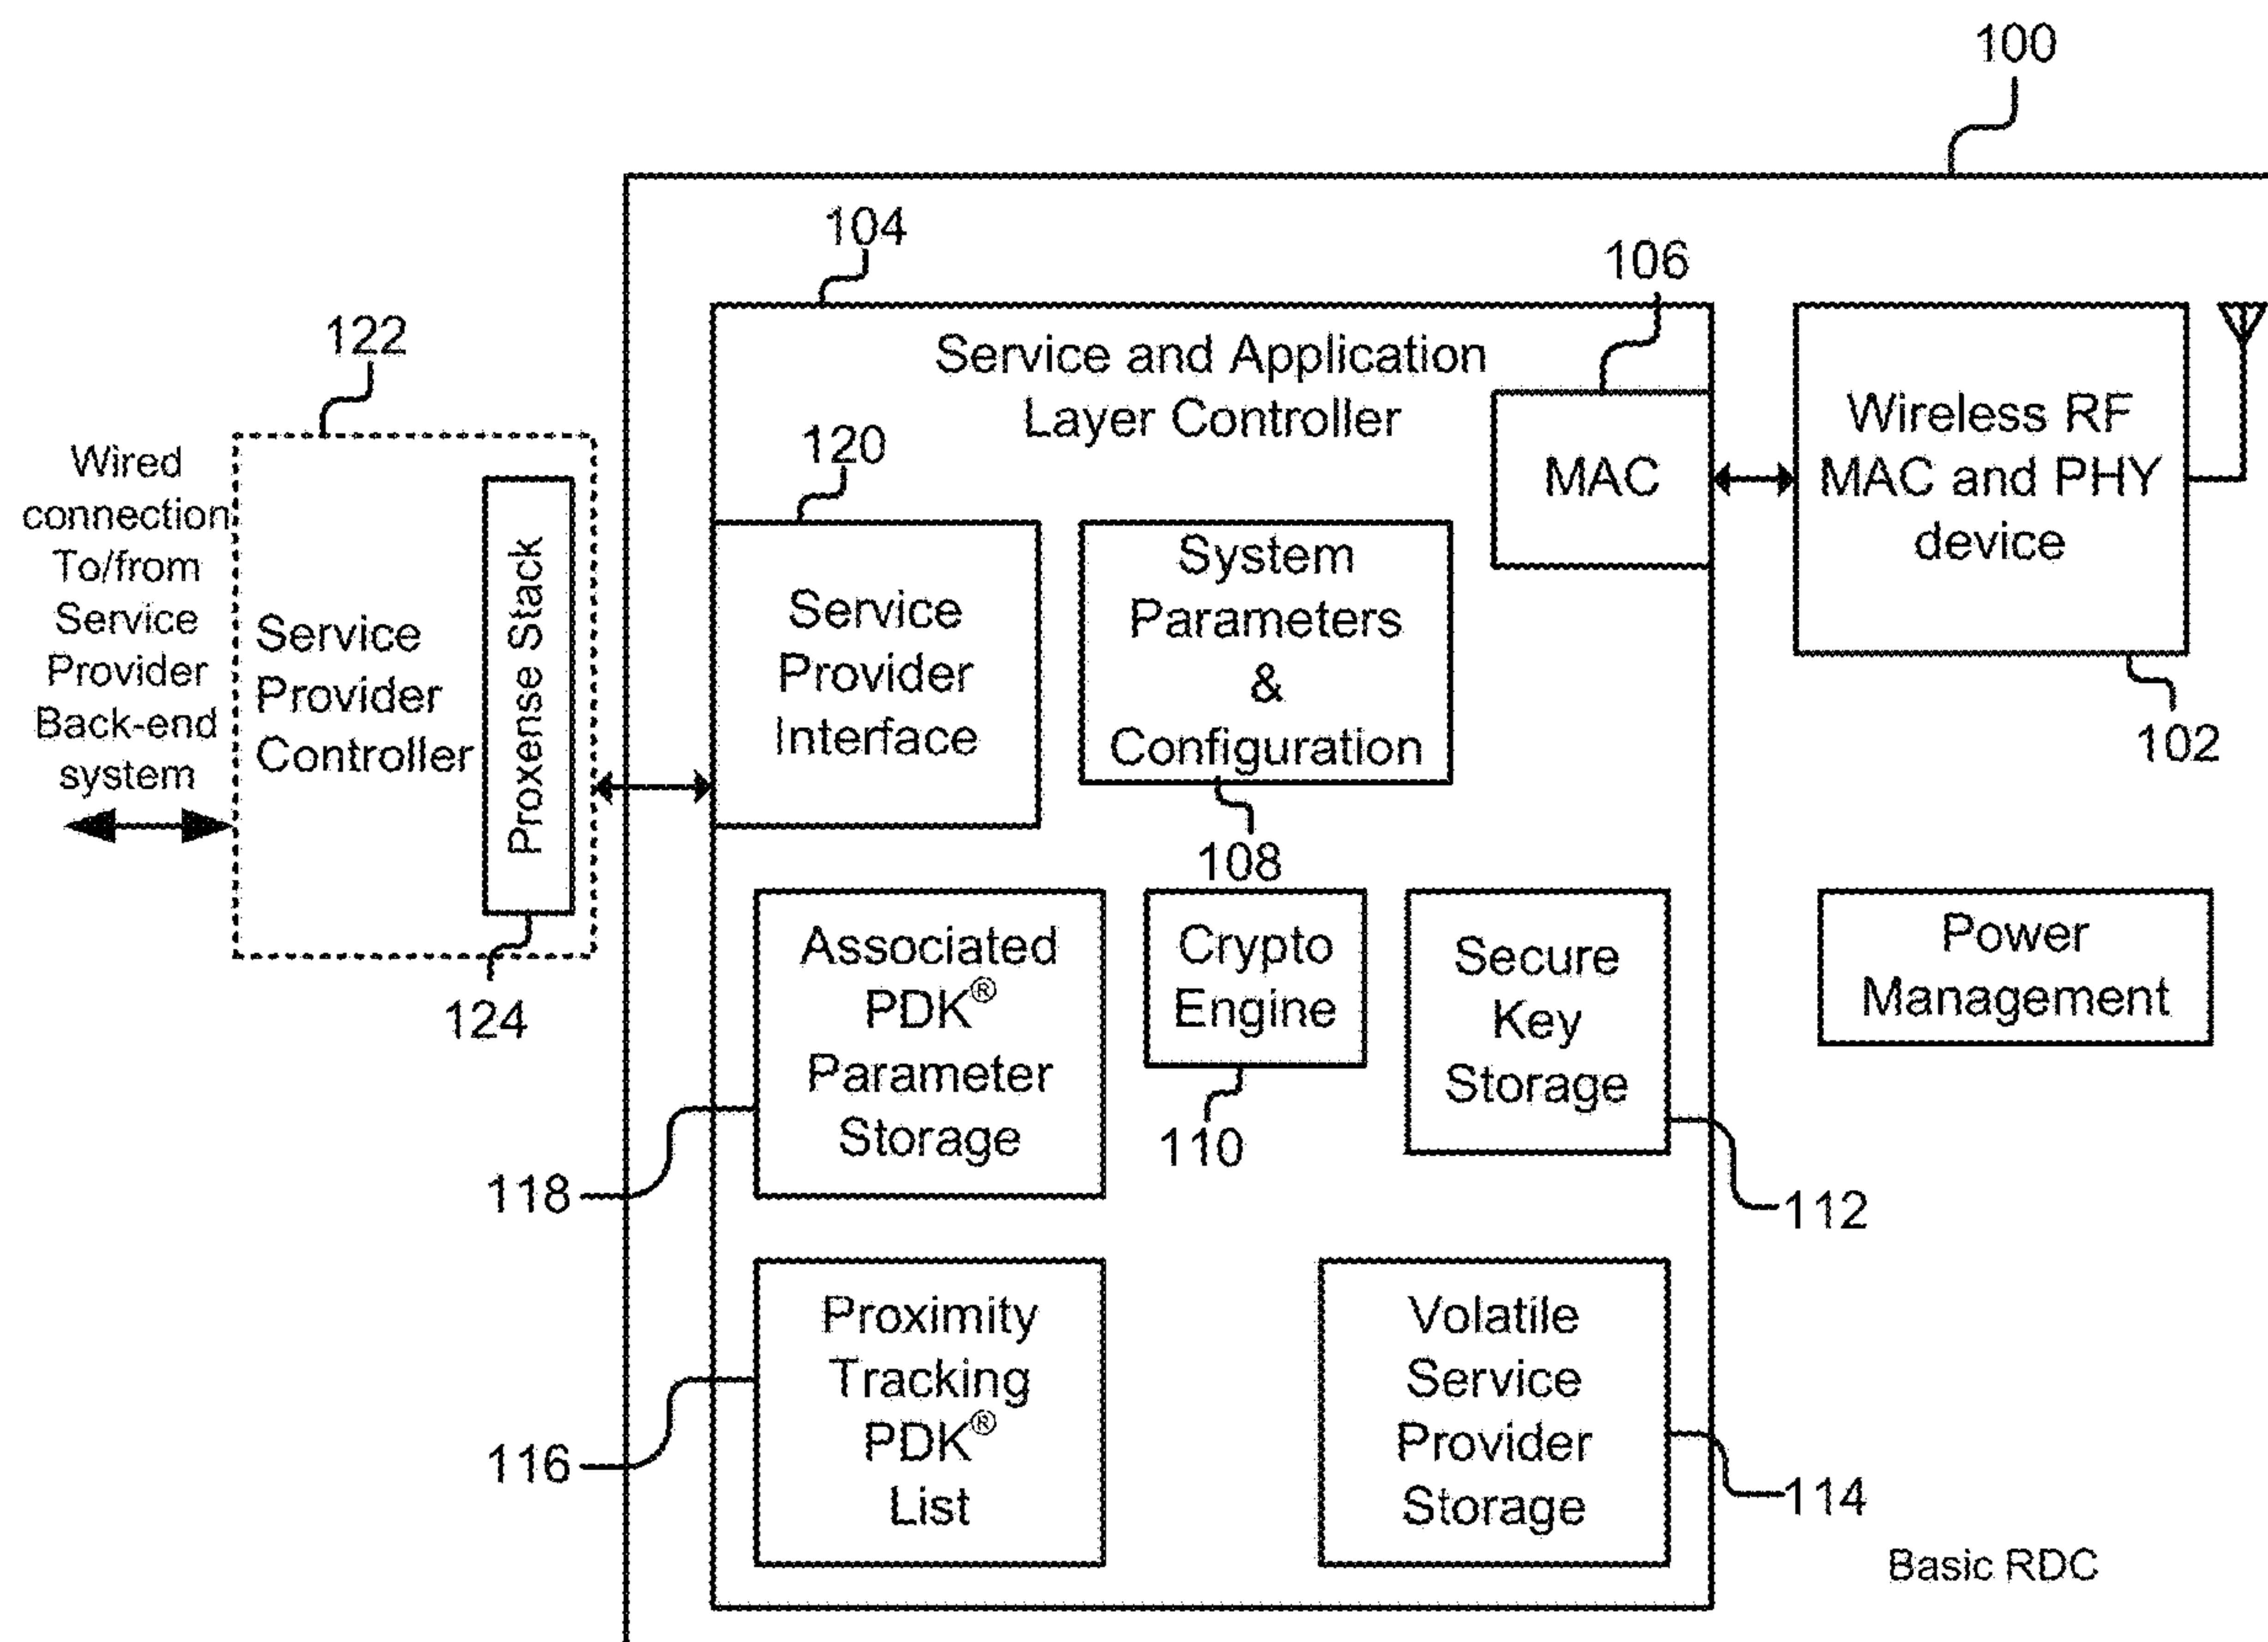 100
104
106
122
Service and Application
Layer Controller
120
MAC
Wireless RF
MAC and PHY
device
102
Wired
connection
To/from
Service
Provider
Back-end
system
Service
Provider
Controller
Proxense Stack
124
Service
Provider
Interface
System
Parameters
&
Configuration
108
Associated
PDK®
Parameter
Storage
118
Crypto
Engine
110
Secure
Key
Storage
112
Power
Management
Proximity
Tracking
PDK®
List
116
Volatile
Service
Provider
Storage
114
Basic RDC